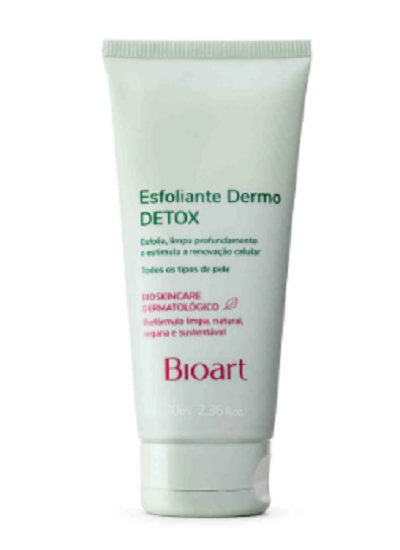 Esfoliante Dermo
DETOX
Esfolia, limpa profundamente
e estimula a renovação celular
Todos os tipos de pele
BIOSKINCARE
DERMATOLÓGICO
Biofórmula limpa, natural,
vegana e sustentável
Bioart
70ml 2.36 fl.oz